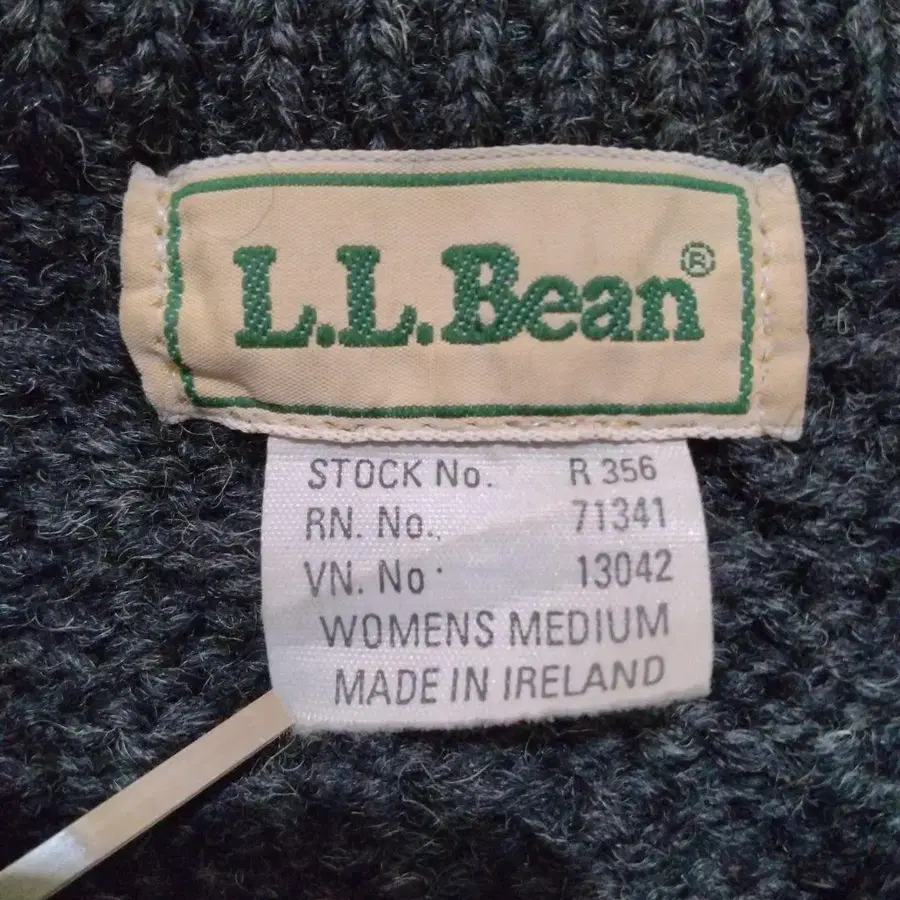 L.L.Bean®
STOCK No. R 356
RN. No. 71341
VN. No. 13042
WOMENS MEDIUM
MADE IN IRELAND